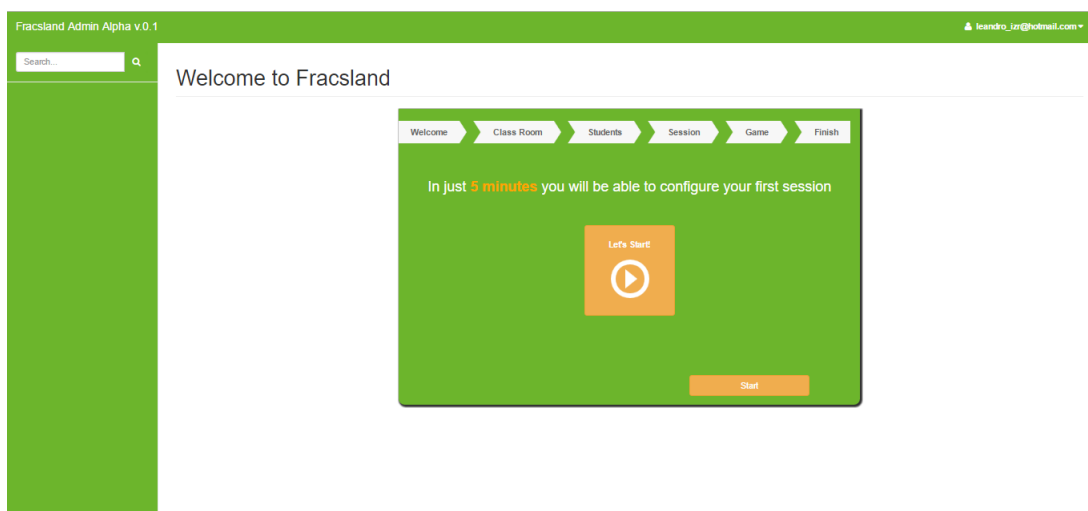 Fracsland Admin Alpha v.0.1
leandro_izr@hotmail.com
Search...
Welcome to Fracsland
Welcome Class Room Students Session Game Finish
In just 5 minutes you will be able to configure your first session
Let's Start!
Start